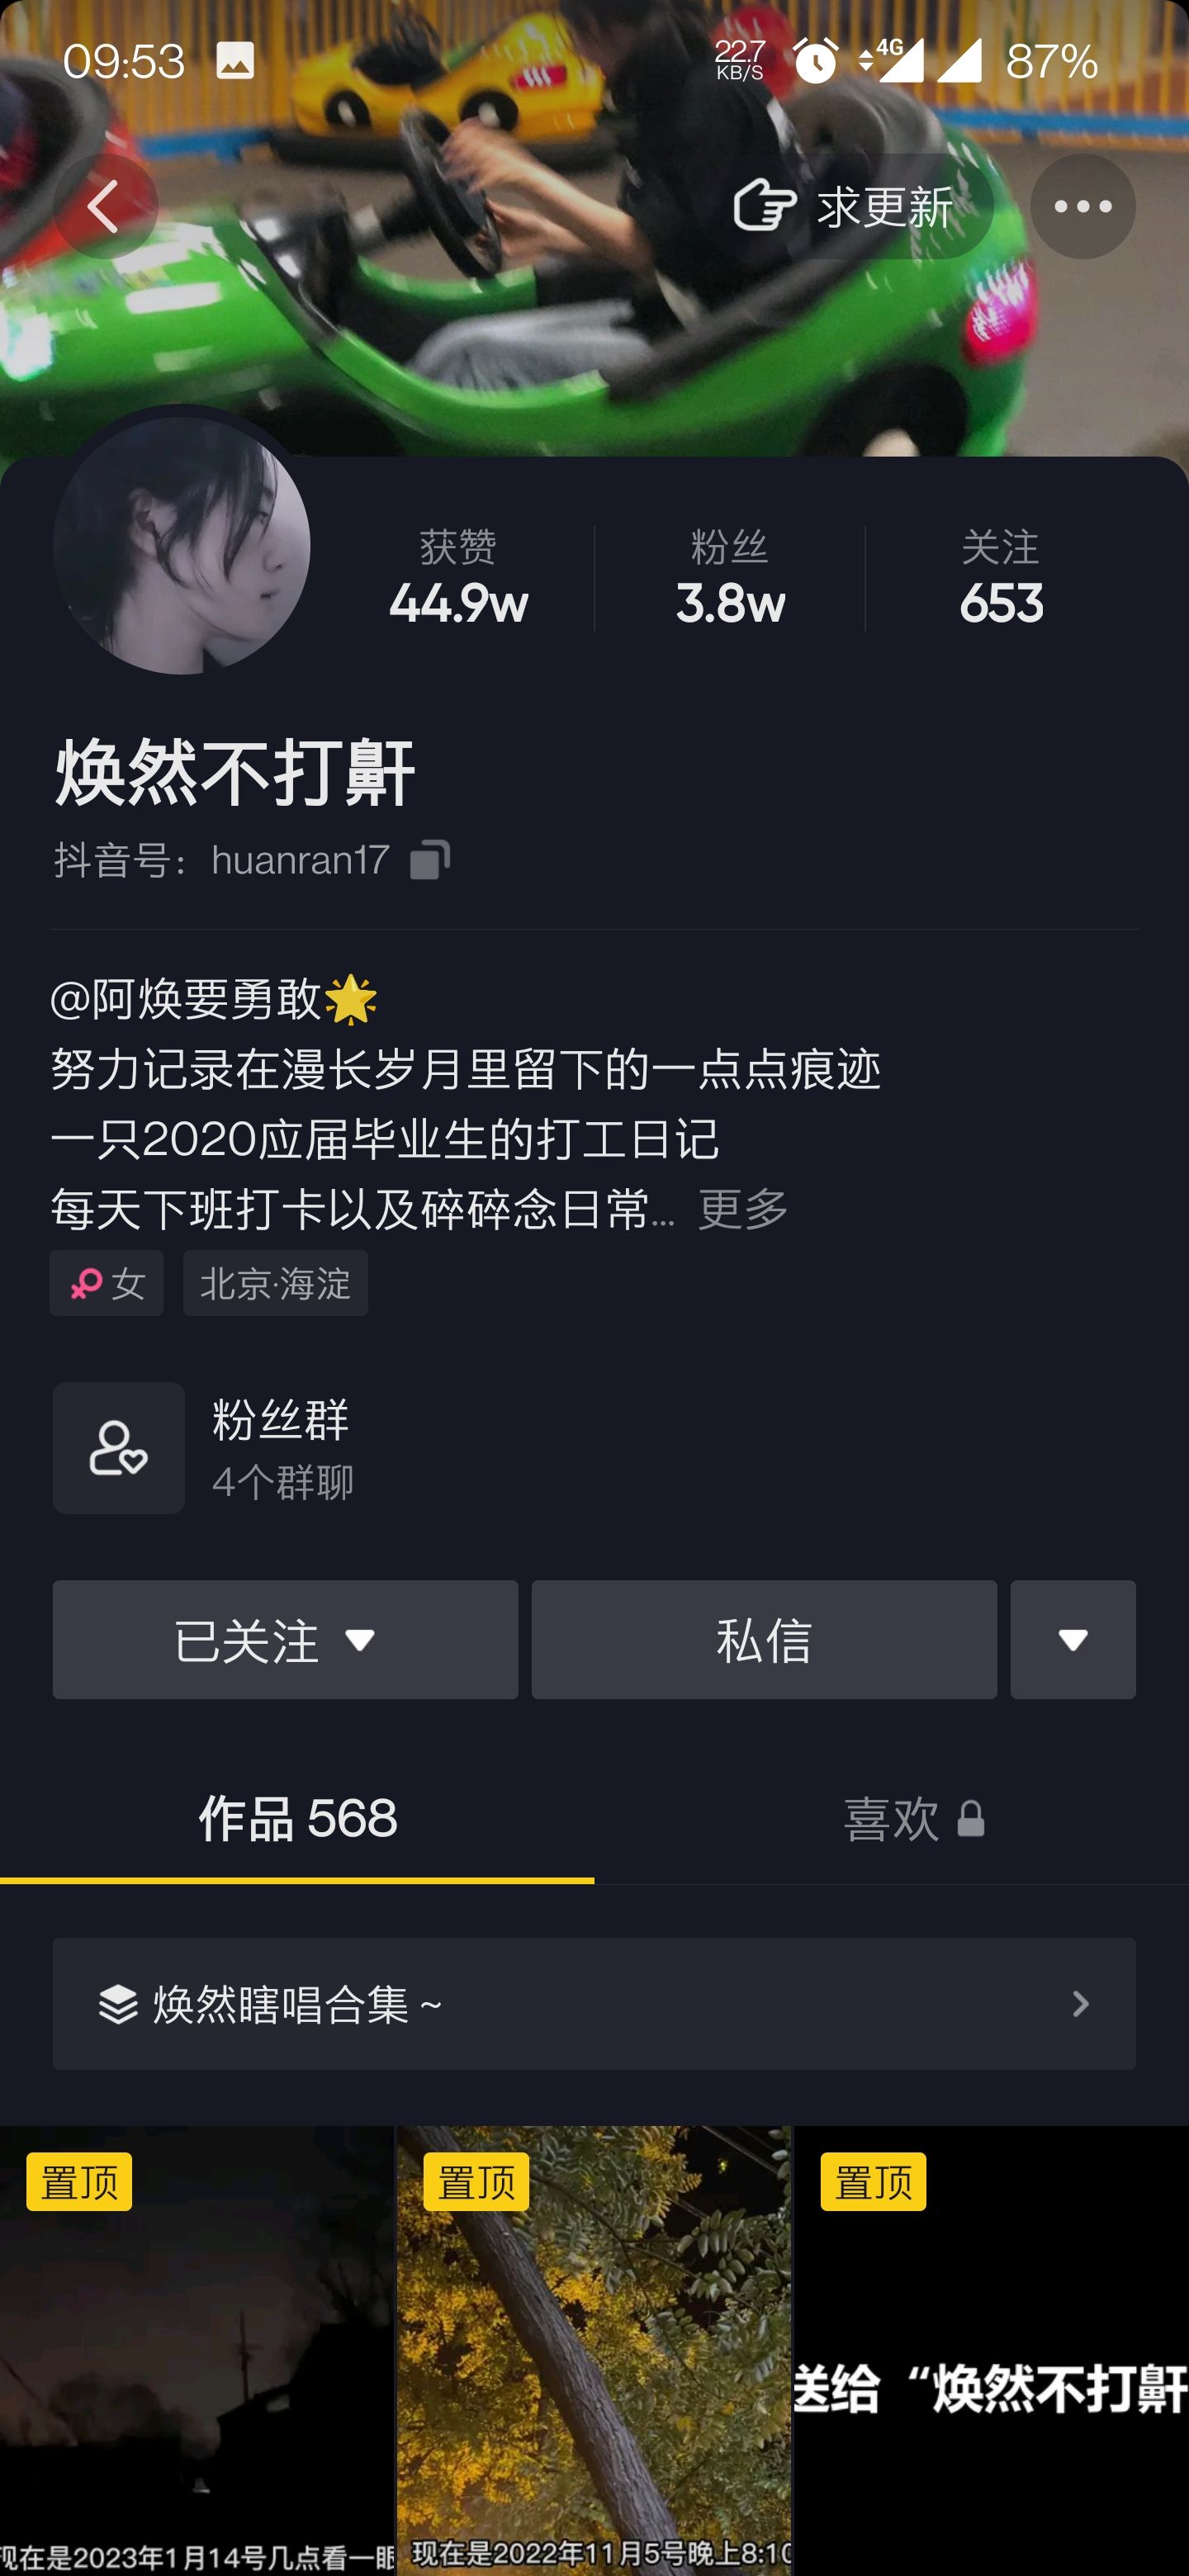 09:53
22.7
KB/S
4G
87%
求更新
获赞
粉丝
关注
44.9w
3.8w
653
焕然不打鼾
抖音号：huanran17
@阿焕要勇敢🌟
努力记录在漫长岁月里留下的一点点痕迹
一只2020应届毕业生的打工日记
每天下班打卡以及碎碎念日常... 更多
女
北京·海淀
粉丝群
4个群聊
已关注
私信
作品 568
喜欢
焕然瞎唱合集 ~
置顶
置顶
置顶
送给“焕然不打鼾
现在是2023年1月14号几点看一眼
现在是2022年11月5号晚上8:10